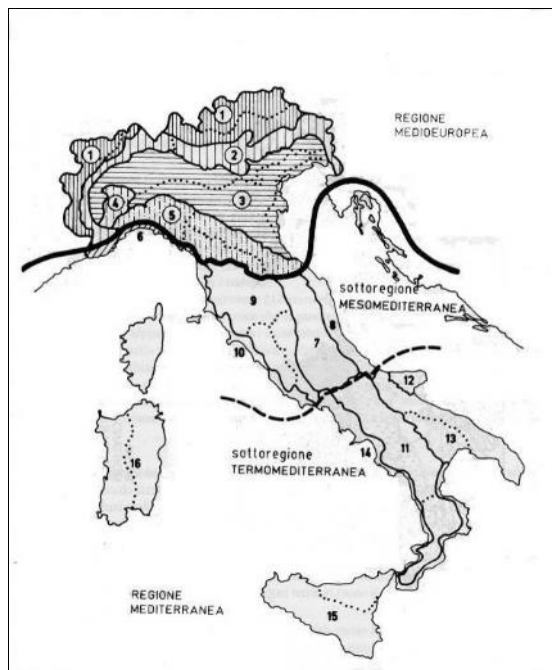 1
REGIONE
MEDIOEUROPEA
1
2
3
4
5
6
sottoregione
MESOMEDITERRANEA
9
8
7
10
12
sottoregione
TERMOMEDITERRANEA
14
11
13
16
REGIONE
MEDITERRANEA
15